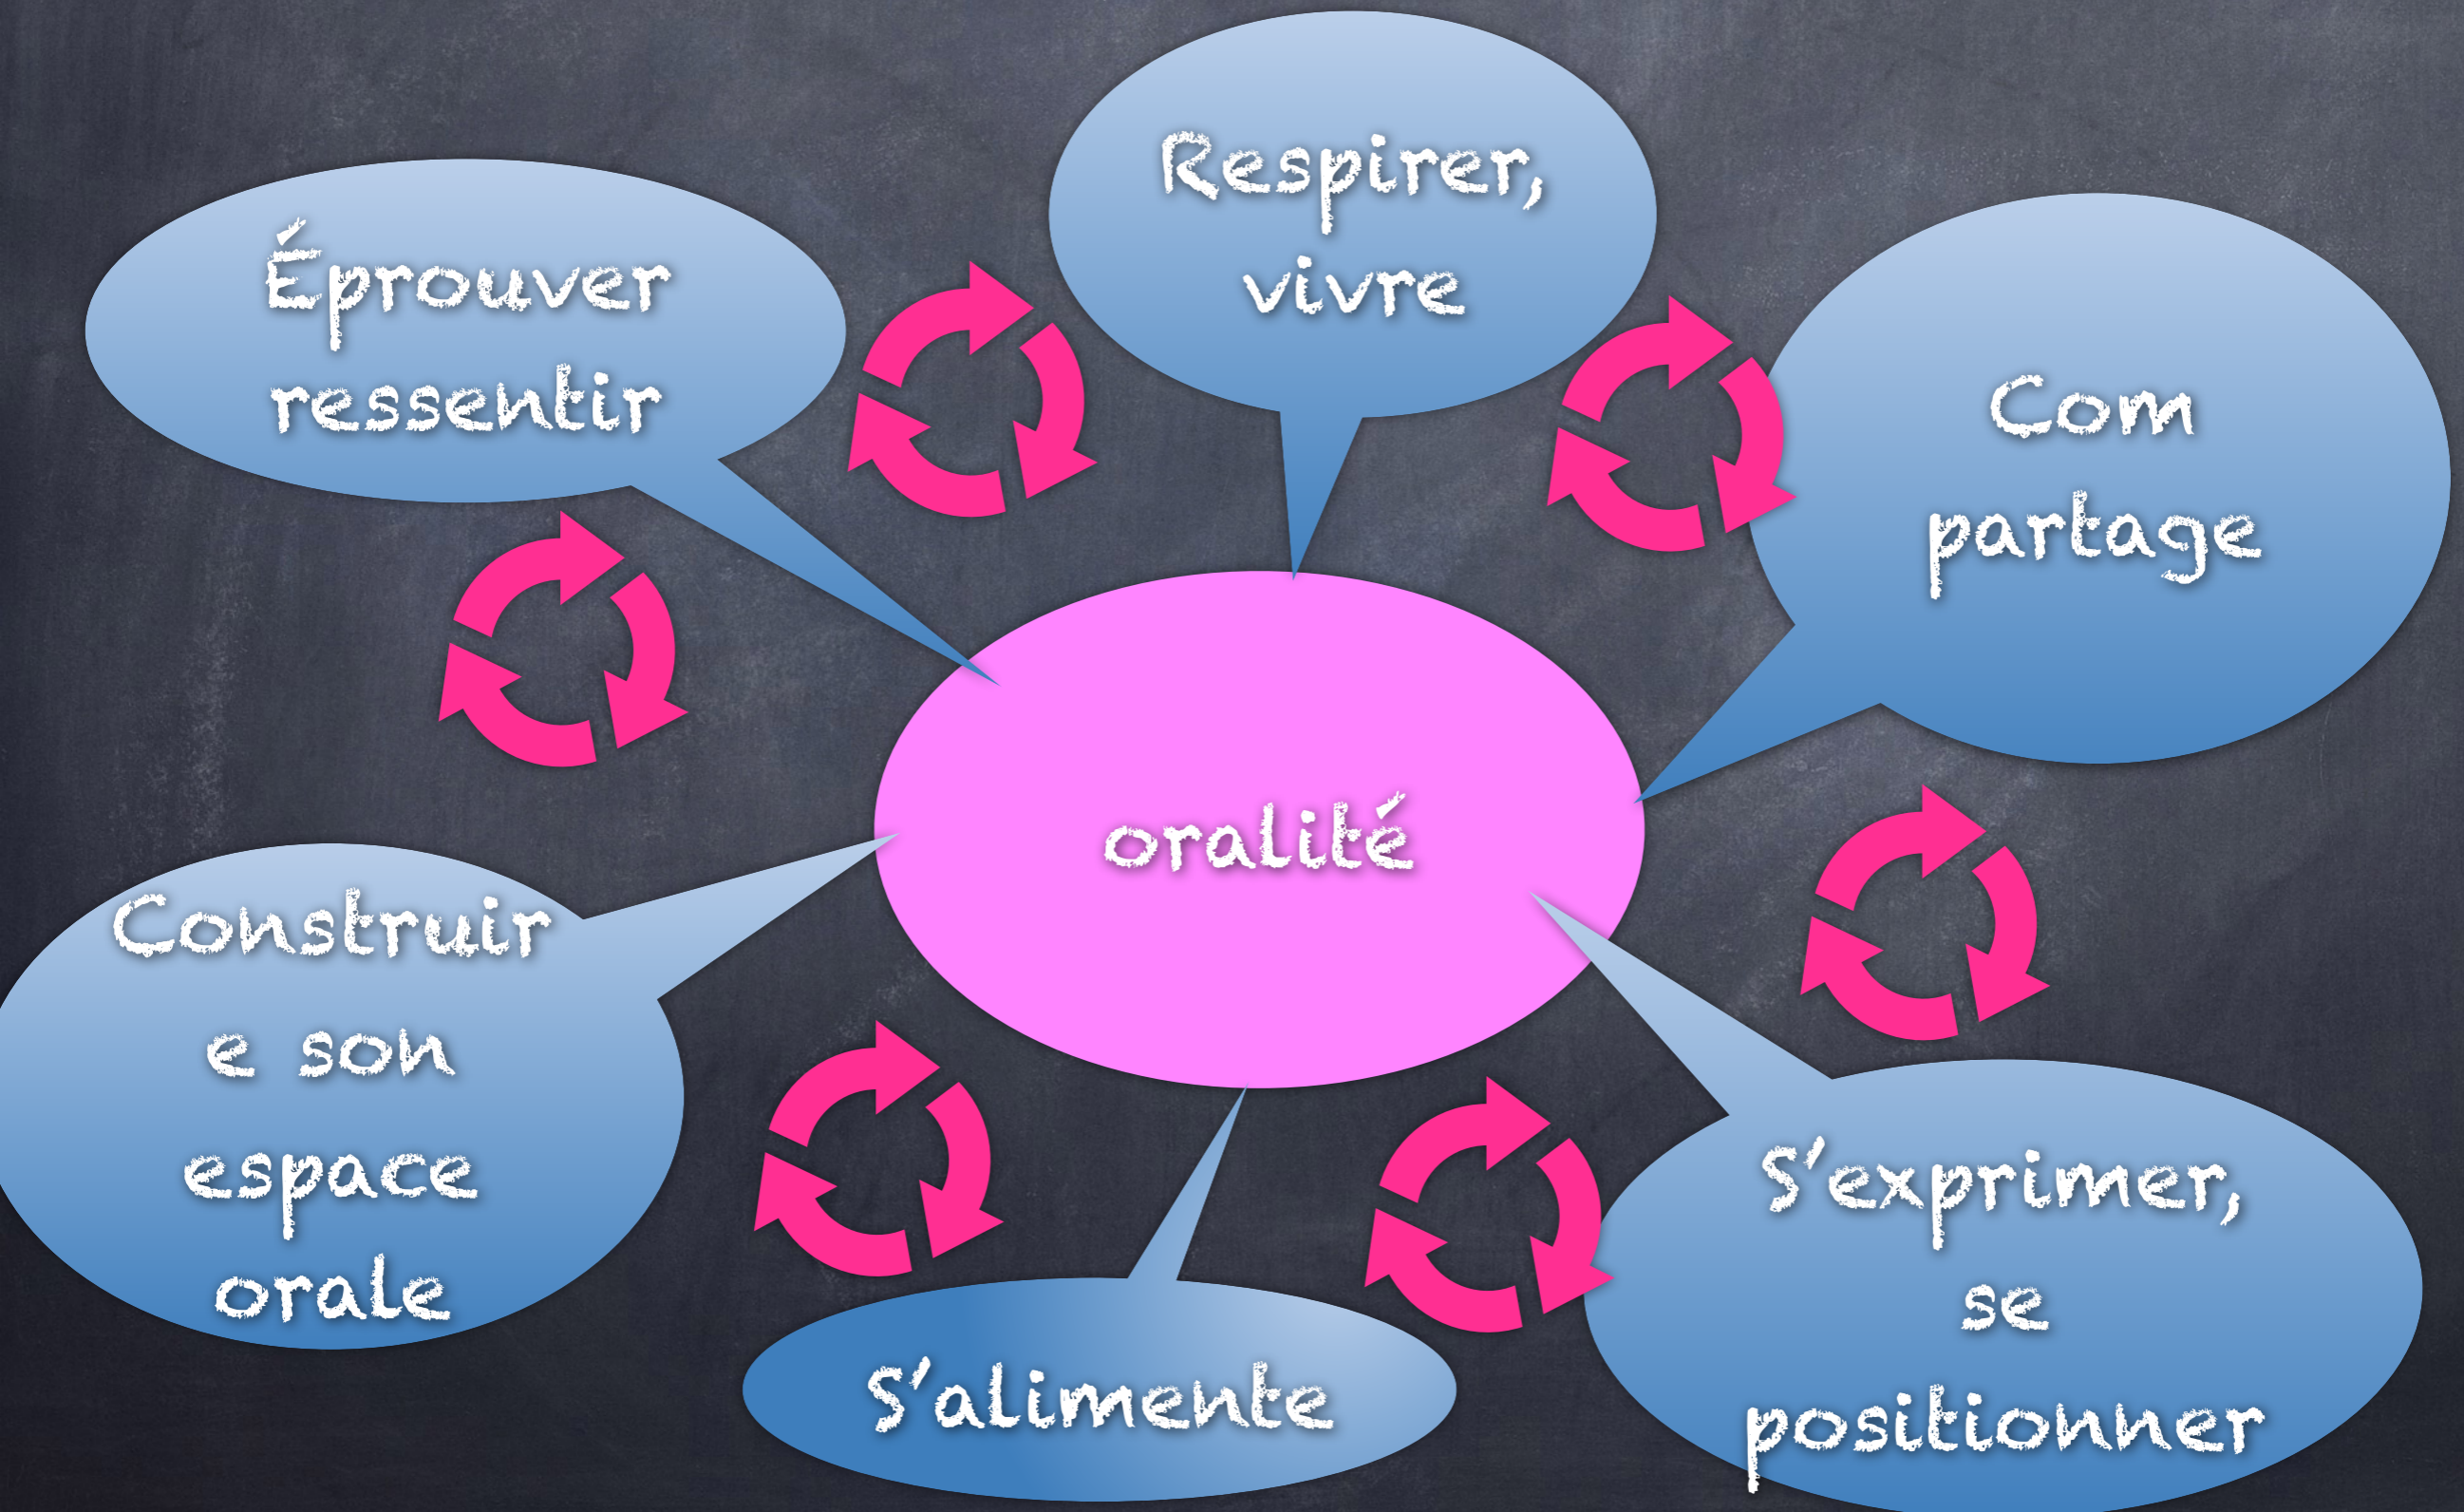 Respirer,
vivre
Éprouver
ressentir
Com
partage
oralité
Construir
e son
espace
orale
S'exprimer,
se
positionner
S'alimente